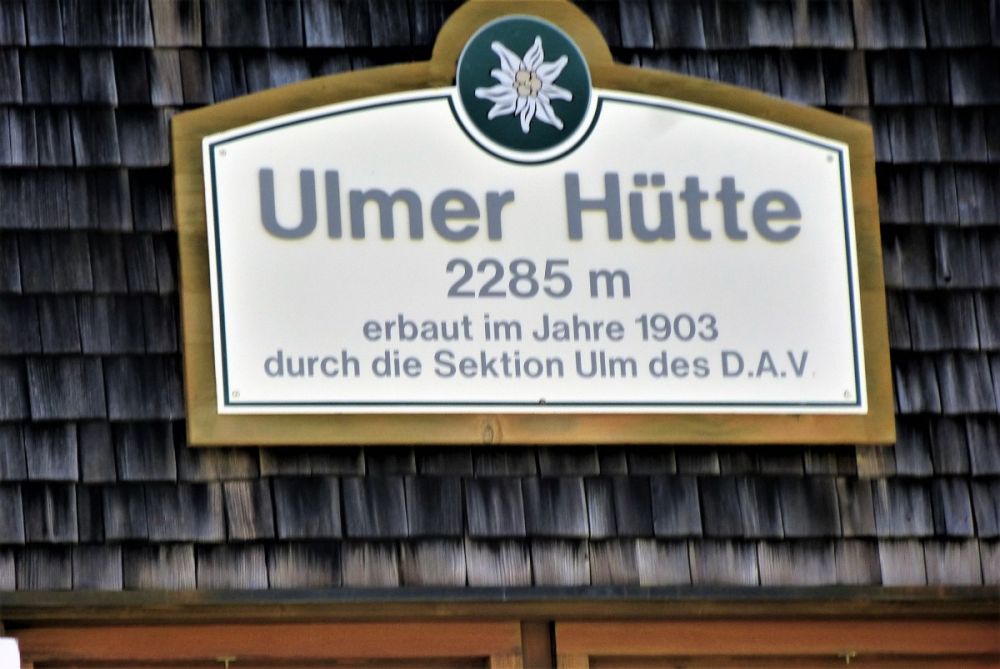 Ulmer Hütte
2285 m
erbaut im Jahre 1903
durch die Sektion Ulm des D.A.V.